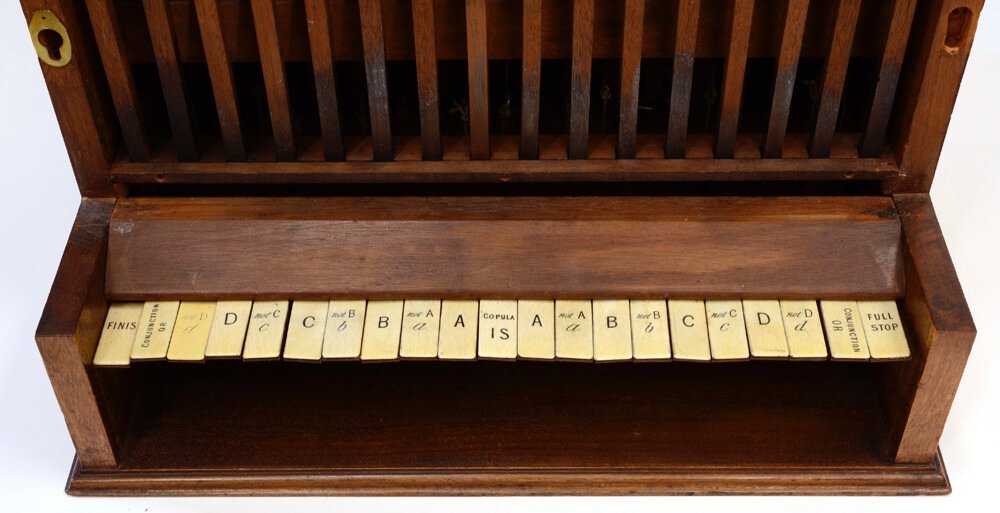 FINIS
CONJUNCTION
OR
not D
d
D
not C
c
C
not B
b
B
not A
a
A
COPULA
IS
A
not A
a
B
not B
b
C
not C
c
D
not D
d
CONJUNCTION
OR
FULL
STOP